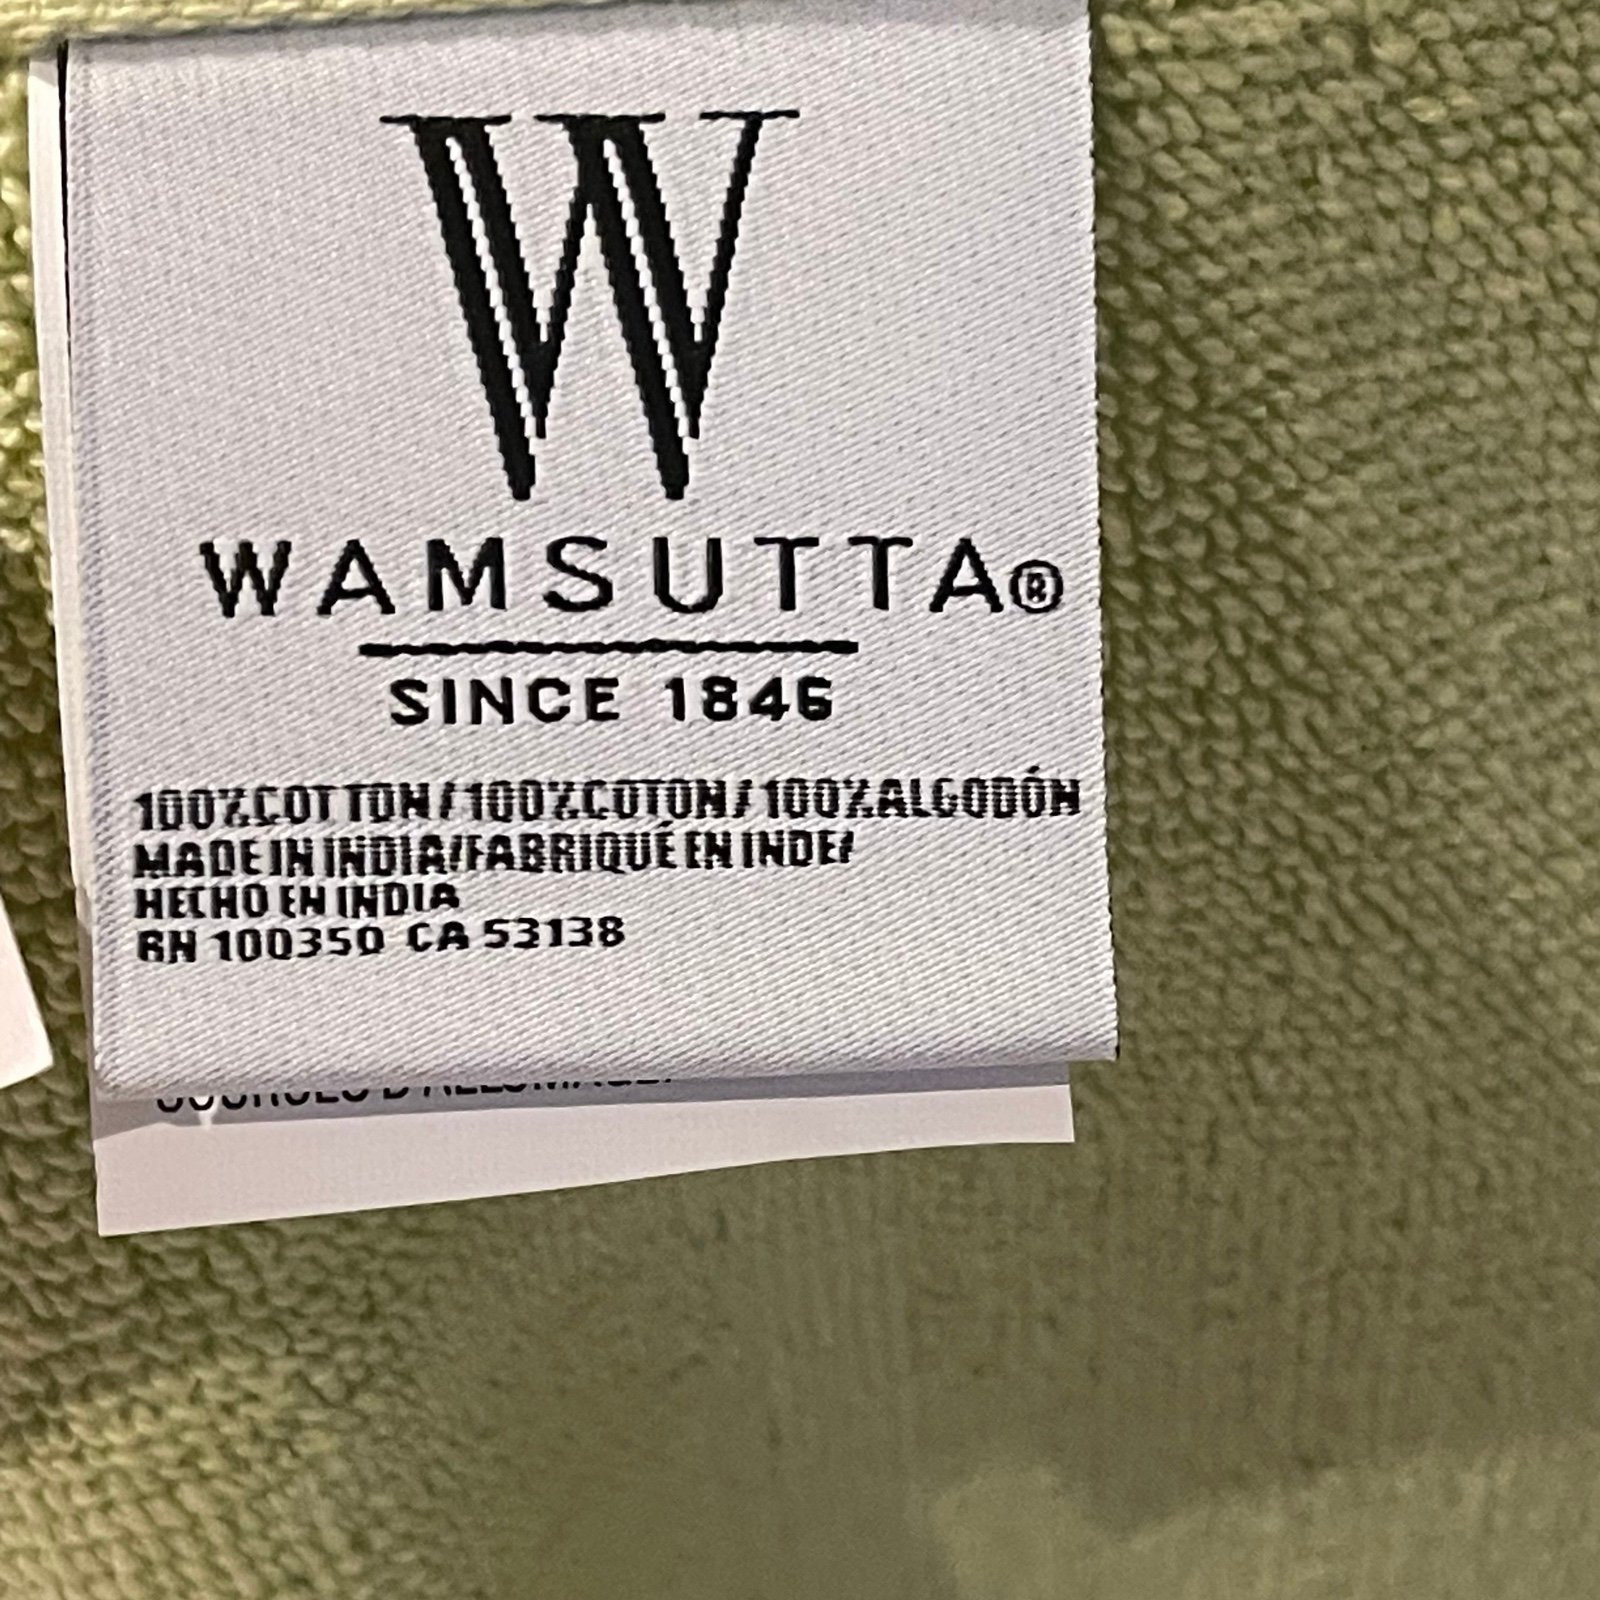 W
WAMSUTTA®
SINCE 1846
100%COTTON/100%COTON/100%ALGODÓN
MADE IN INDIA/FABRIQUÉ EN INDE/
HECHO EN INDIA
RN 100350 CA 53138
D'ALLUMAGE.